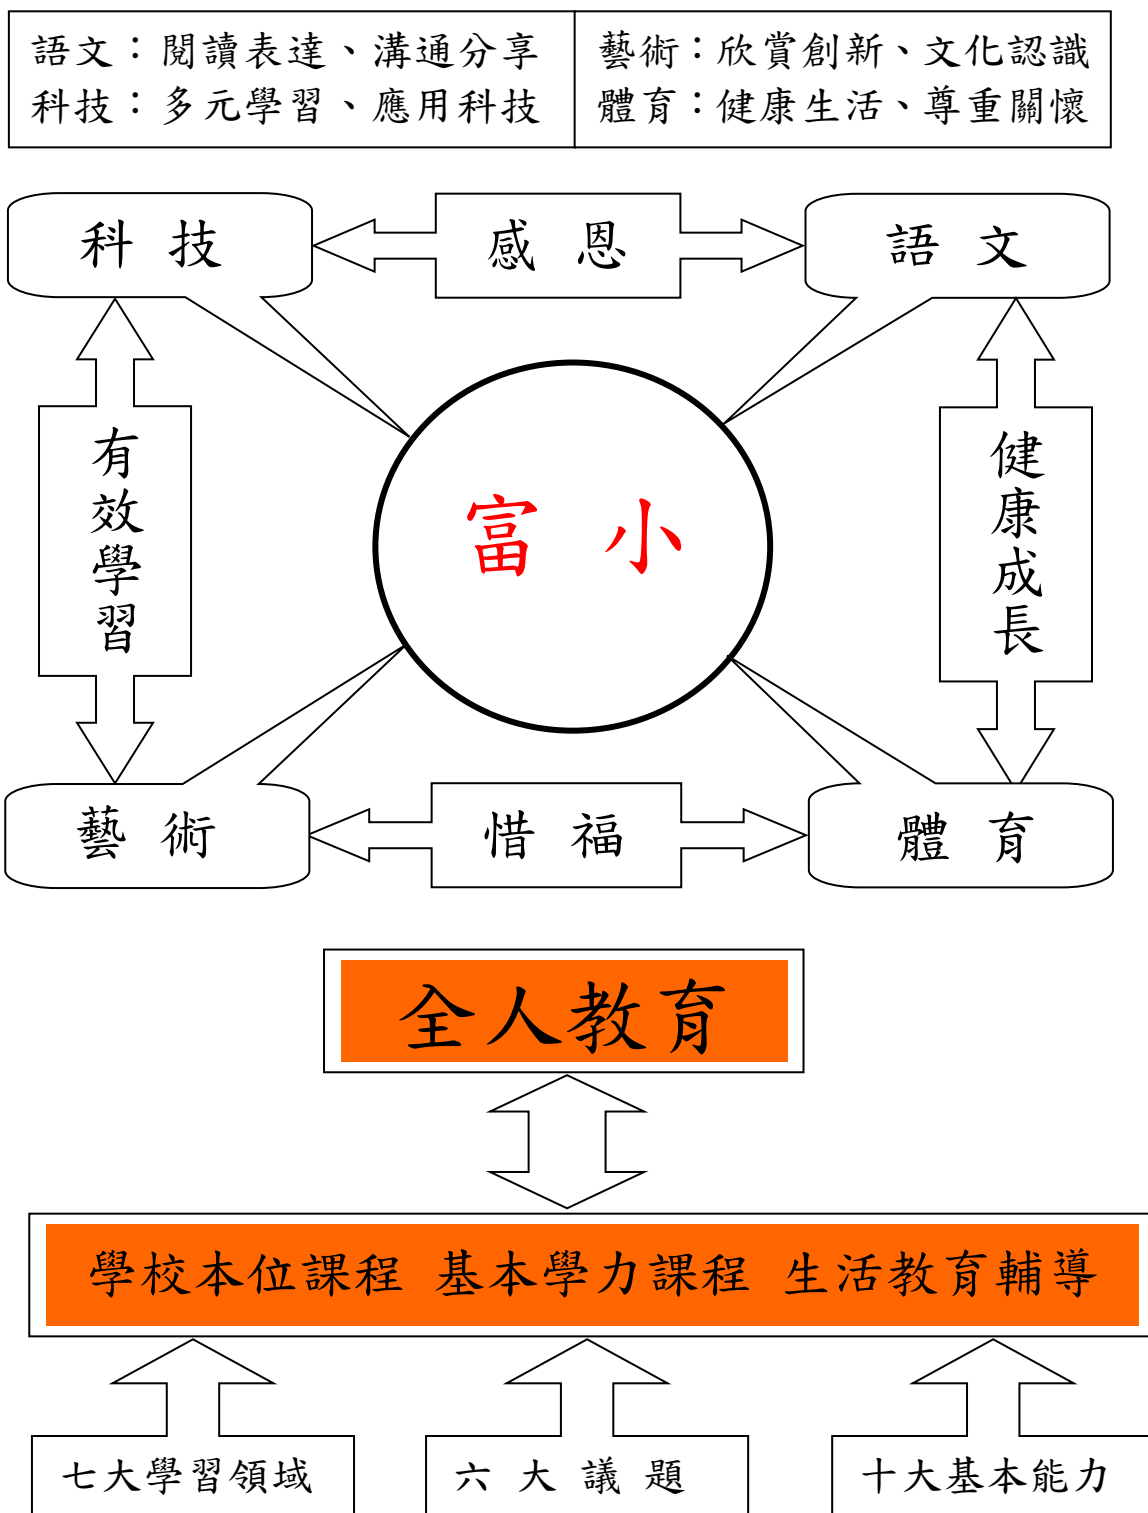 語文：閱讀表達、溝通分享
科技：多元學習、應用科技
藝術：欣賞創新、文化認識
體育：健康生活、尊重關懷
科 技
感 恩
語 文
有效學習
富 小
健康成長
藝 術
惜 福
體 育
全人教育
學校本位課程 基本學力課程 生活教育輔導
七大學習領域
六 大 議 題
十大基本能力